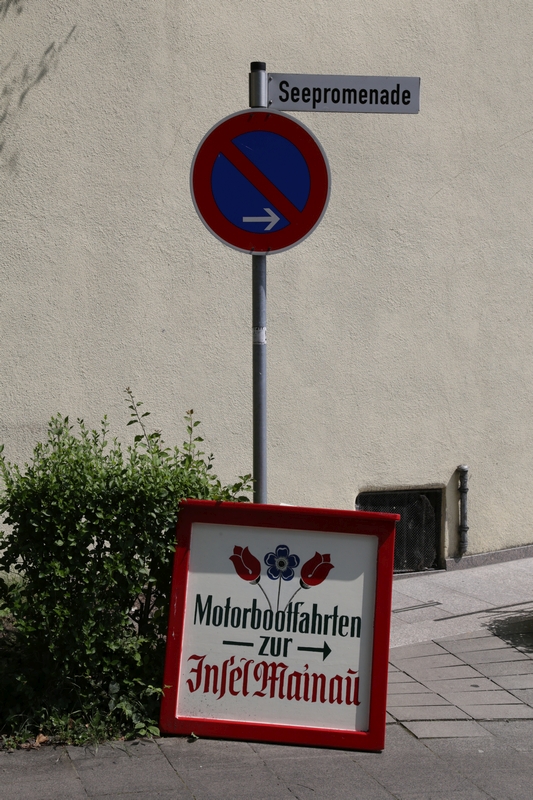 Seepromenade
Motorbootfahrten
zur
Inſel Mainau